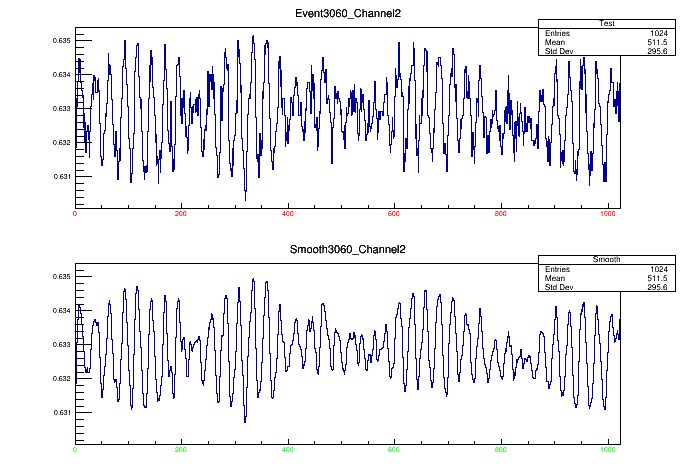 Event3060_Channel2
Test
Entries 1024
Mean 511.5
Std Dev 295.6
0.635
0.634
0.633
0.632
0.631
0 200 400 600 800 1000
Smooth3060_Channel2
Smooth
Entries 1024
Mean 511.5
Std Dev 295.6
0.635
0.634
0.633
0.632
0.631
0 200 400 600 800 1000